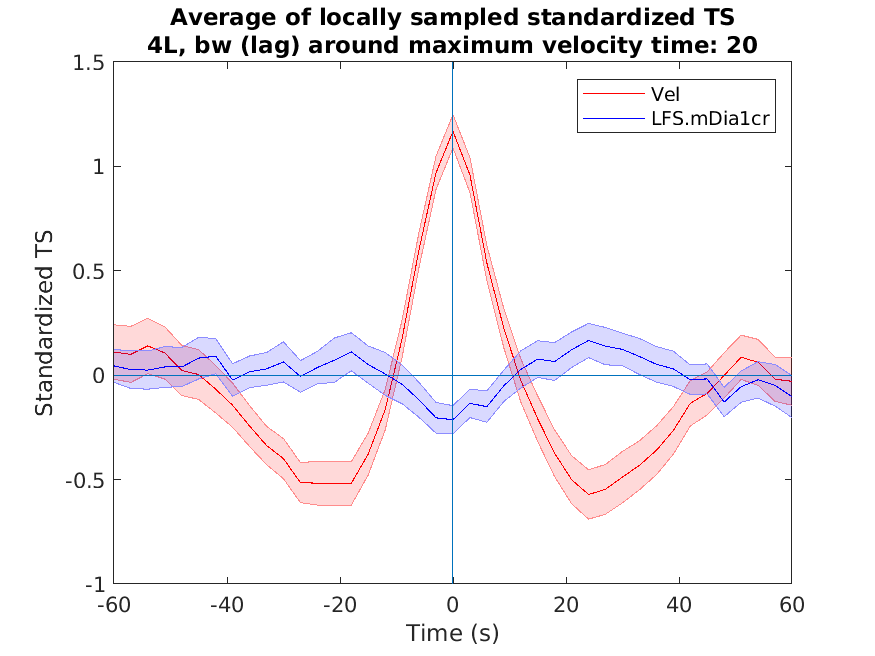 Average of locally sampled standardized TS
4L, bw (lag) around maximum velocity time: 20
1.5
Vel
LFS.mDia1cr
1
0.5
0
-0.5
-1
Standardized TS
-60 -40 -20 0 20 40 60
Time (s)